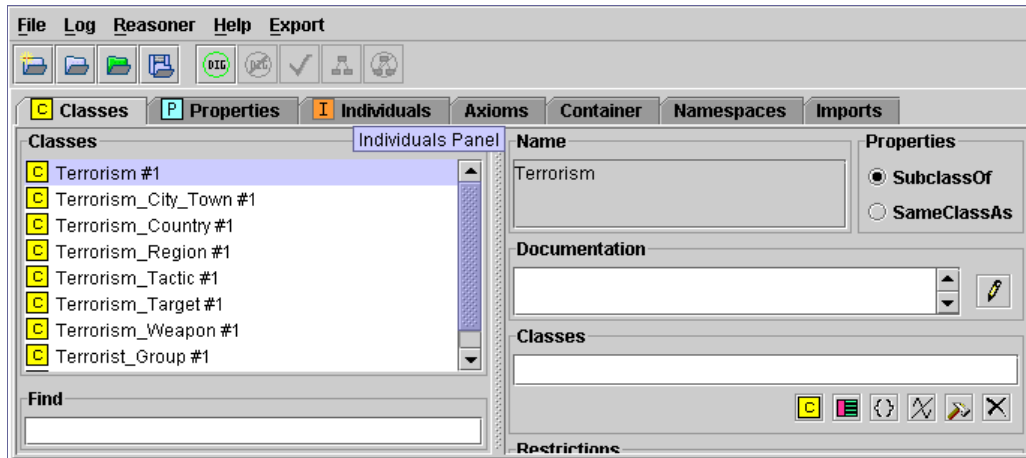 File Log Reasoner Help Export
DIG DIG
C Classes P Properties I Individuals Axioms Container Namespaces Imports
Individuals Panel
Classes
C Terrorism #1
C Terrorism_City_Town #1
C Terrorism_Country #1
C Terrorism_Region #1
C Terrorism_Tactic #1
C Terrorism_Target #1
C Terrorism_Weapon #1
C Terrorist_Group #1
Find
Name
Terrorism
Properties
SubclassOf
SameClassAs
Documentation
Classes
C {}
Restrictions